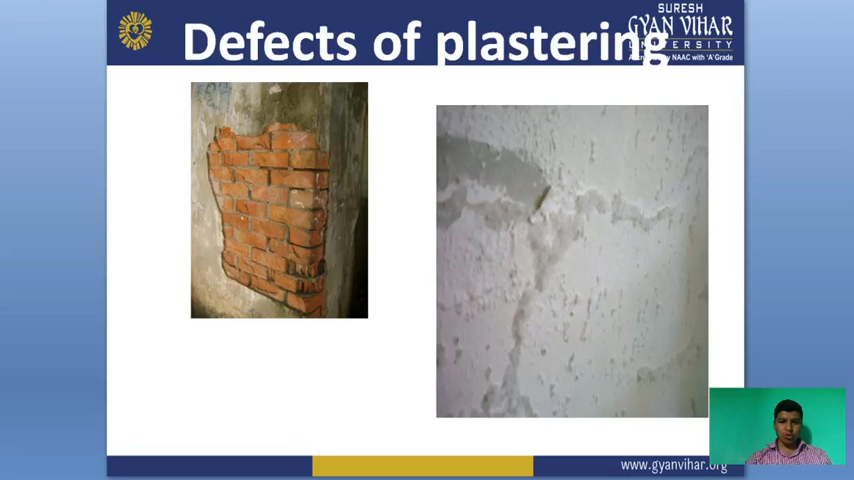 Defects of plastering
SURESH
GYAN VIHAR
UNIVERSITY
NAAC with 'A' Grade
www.gyanvihar.org